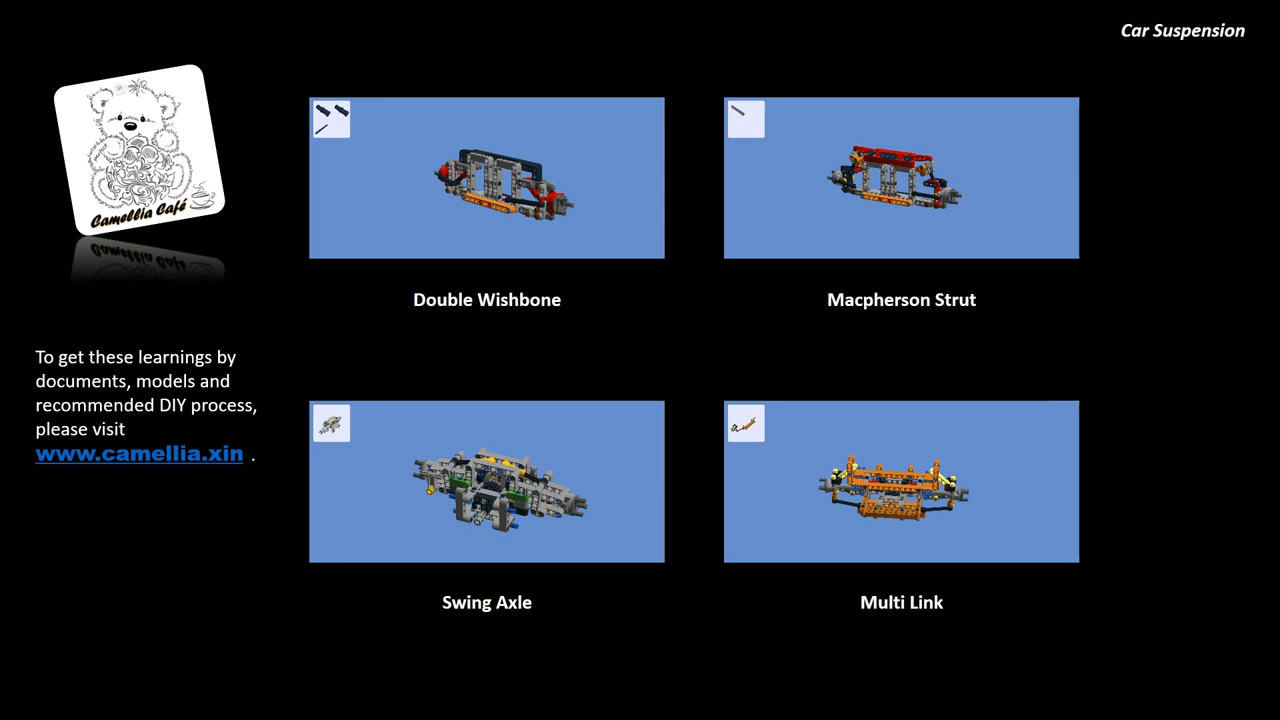 Car Suspension
Camellia Café
Double Wishbone
Macpherson Strut
To get these learnings by
documents, models and
recommended DIY process,
please visit
www.camellia.xin .
Swing Axle
Multi Link